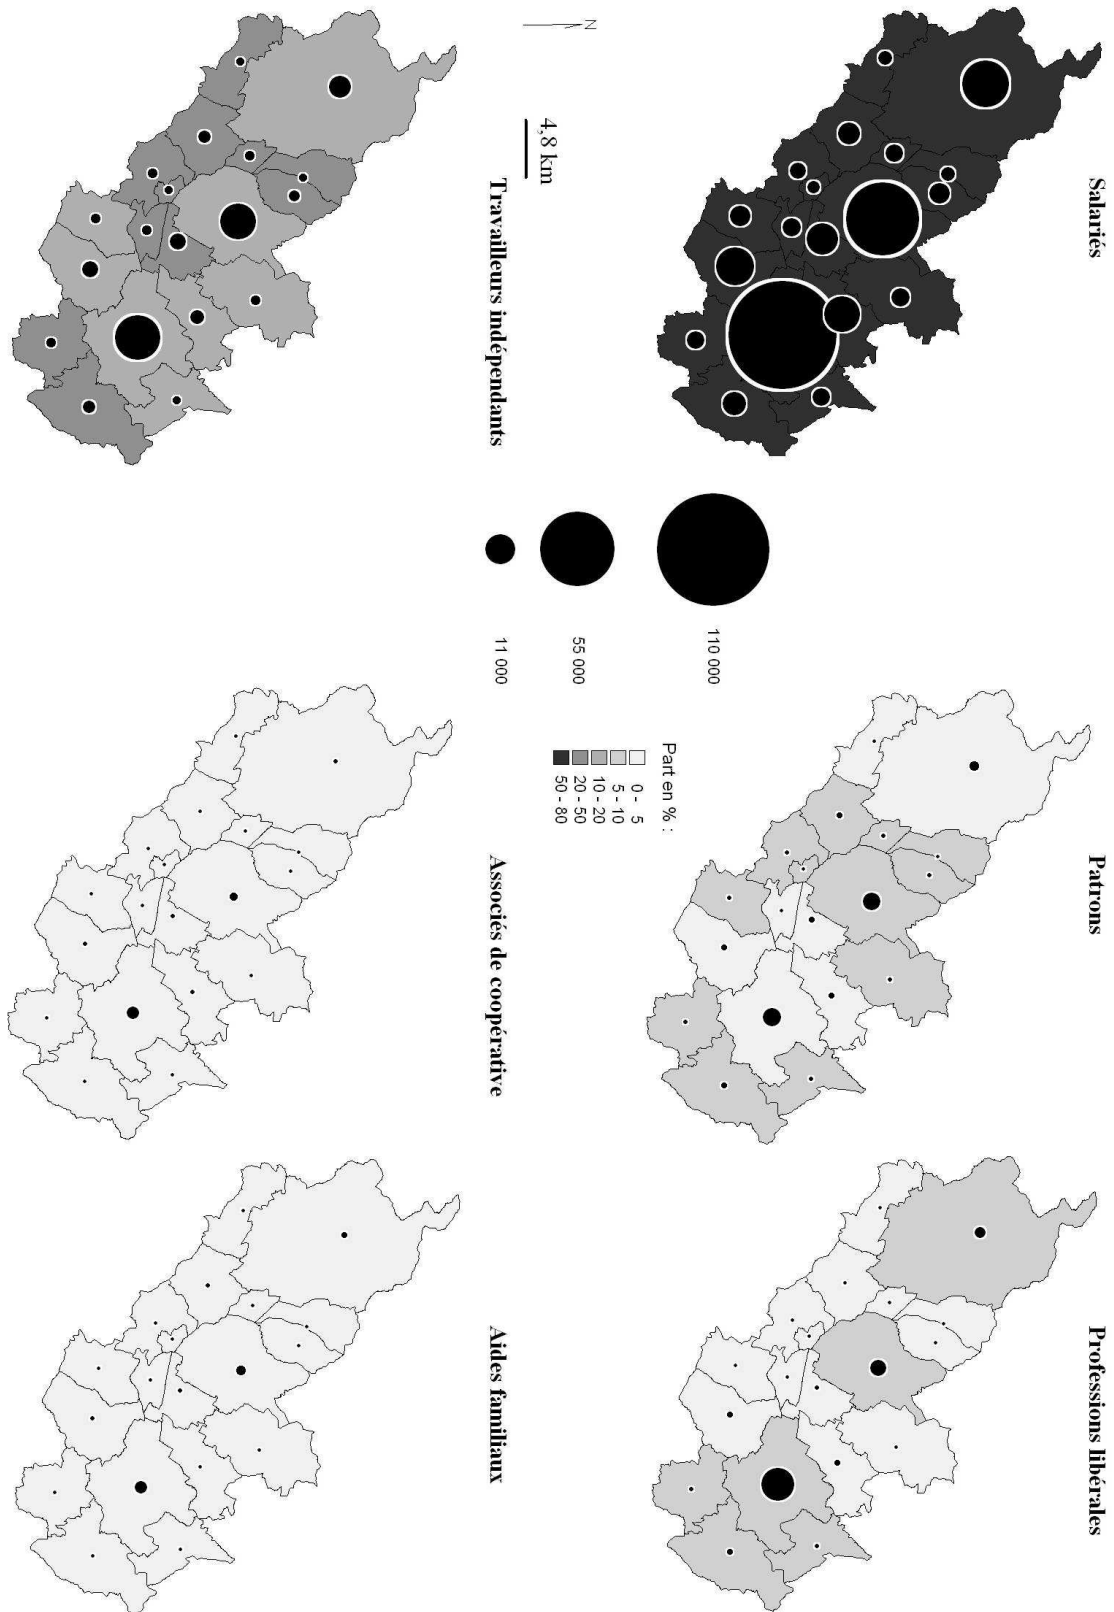 Salariés
Patrons
Professions libérales
110 000
55 000
11 000
Part en % :
0 - 5
5 - 10
10 - 20
20 - 50
50 - 80
N
4,8 km
Travailleurs indépendants
Associés de coopérative
Aides familiaux